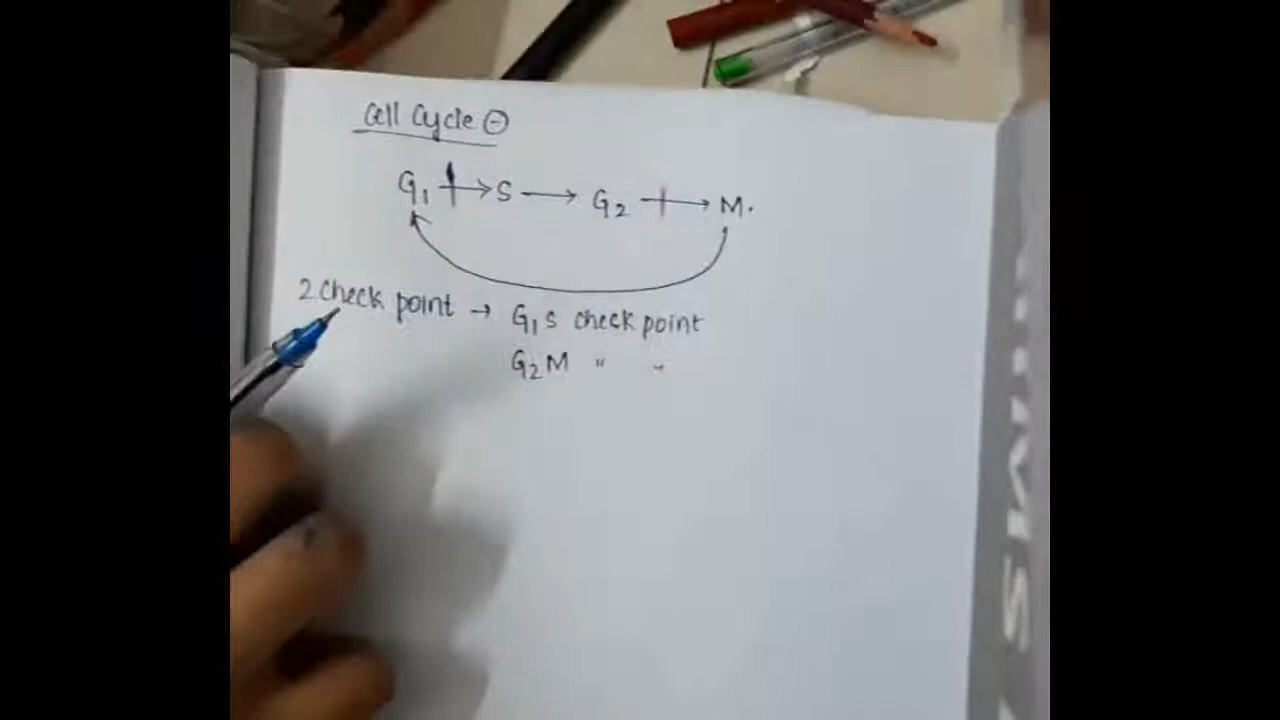 Cell Cycle
G1 → S → G2 → M.
2 check point → G1S check point
G2M " "